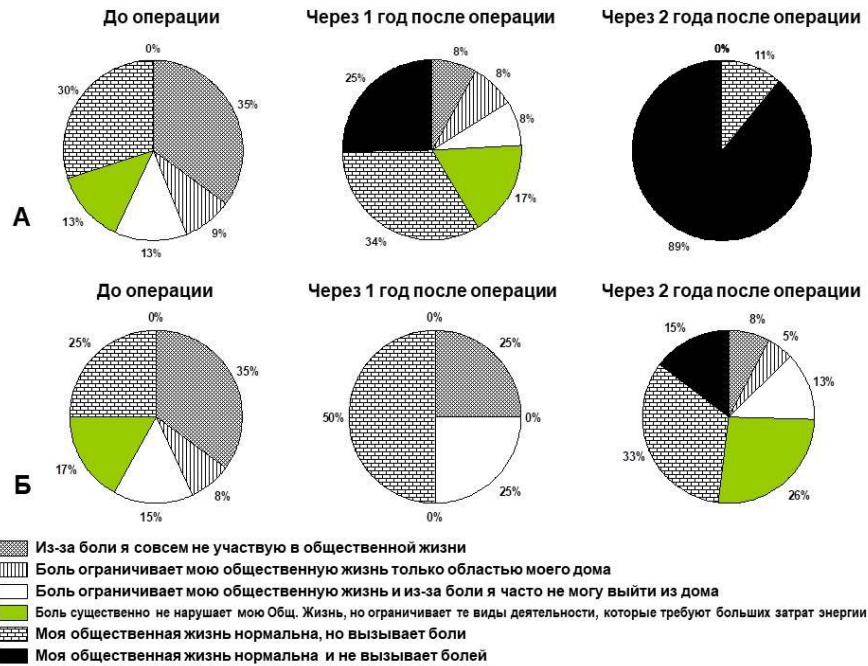 До операции
Через 1 год после операции
Через 2 года после операции
0%
35%
9%
13%
13%
30%
8%
8%
8%
17%
34%
25%
0%
11%
89%
А
До операции
Через 1 год после операции
Через 2 года после операции
0%
35%
8%
15%
17%
25%
0%
25%
0%
25%
0%
50%
8%
5%
13%
26%
33%
15%
Б
Из-за боли я совсем не участвую в общественной жизни
Боль ограничивает мою общественную жизнь только областью моего дома
Боль ограничивает мою общественную жизнь и из-за боли я часто не могу выйти из дома
Боль существенно не нарушает мою Общ. Жизнь, но ограничивает те виды деятельности, которые требуют больших затрат энергии
Моя общественная жизнь нормальна, но вызывает боли
Моя общественная жизнь нормальна и не вызывает болей